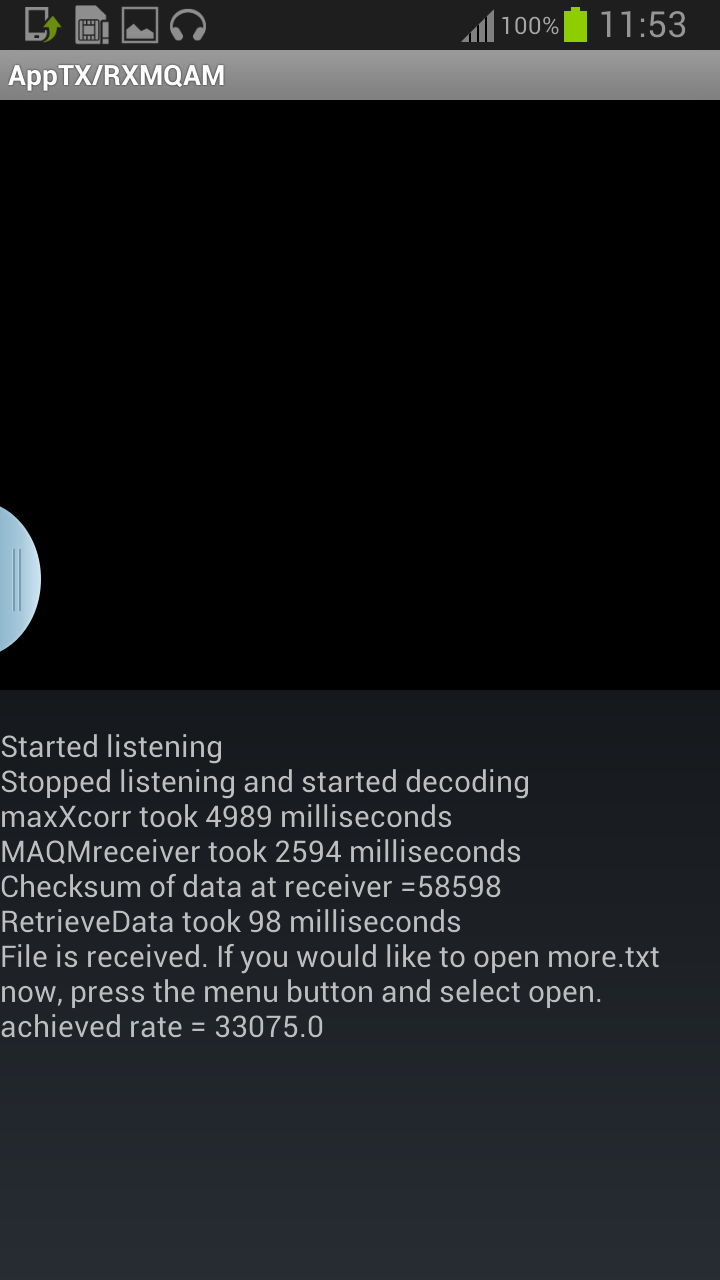 100% 11:53
AppTX/RXMQAM
Started listening
Stopped listening and started decoding
maxXcorr took 4989 milliseconds
MAQMreceiver took 2594 milliseconds
Checksum of data at receiver =58598
RetrieveData took 98 milliseconds
File is received. If you would like to open more.txt
now, press the menu button and select open.
achieved rate = 33075.0